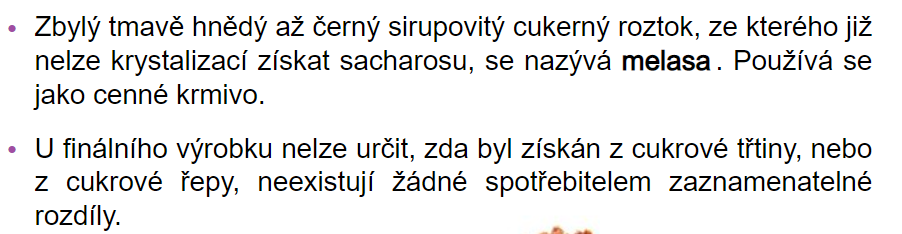 • Zbylý tmavě hnědý až černý sirupovitý cukerný roztok, ze kterého již
nelze krystalizací získat sacharosu, se nazývá melasa . Používá se
jako cenné krmivo.
• U finálního výrobku nelze určit, zda byl získán z cukrové třtiny, nebo
z cukrové řepy, neexistují žádné spotřebitelem zaznamenatelné
rozdíly.